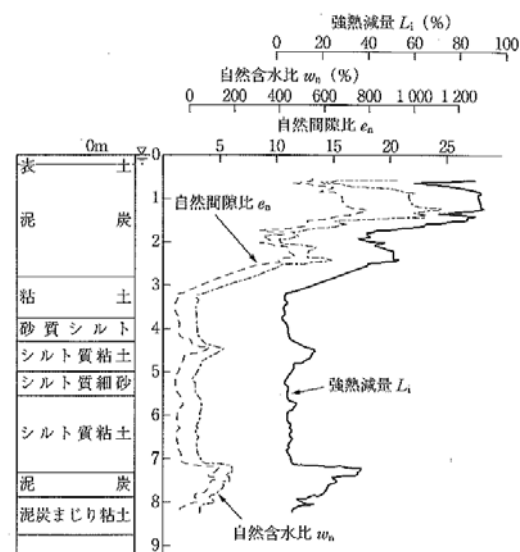 強熱減量 Li (%)
0 20 40 60 80 100
自然含水比 wn (%)
0 200 400 600 800 1 000 1 200
自然間隙比 en
0m 0 5 10 15 20 25
表土
1
自然間隙比 en
泥炭
2
粘土
3
砂質シルト
4
シルト質粘土
シルト質細砂
5
強熱減量 Li
シルト質粘土
6
7
泥炭
8
泥炭まじり粘土
自然含水比 wn
9